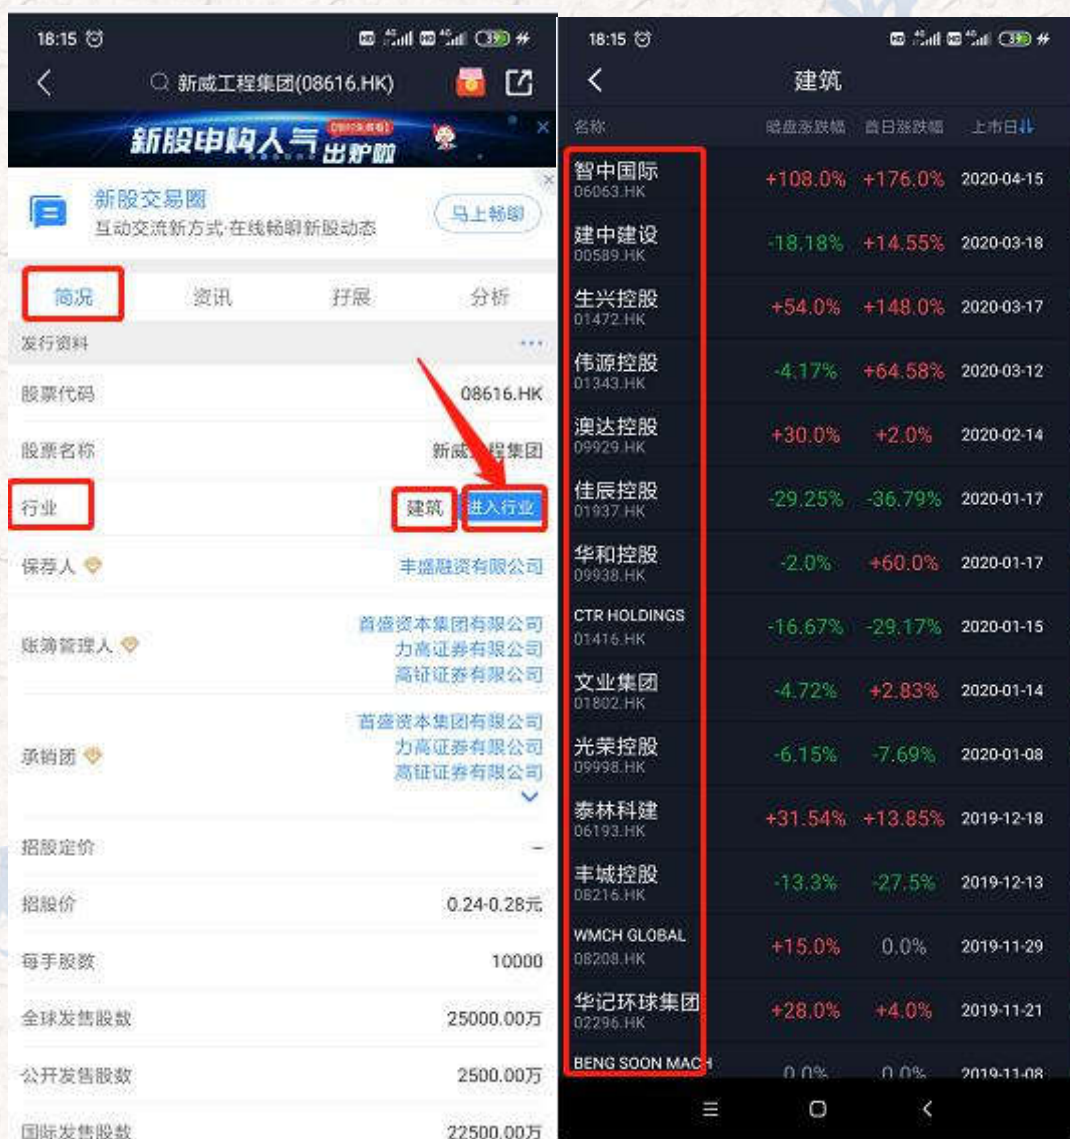 18:15
新威工程集团(08616.HK)
新股申购人气出炉啦
新股交易圈
互动交流新方式·在线畅聊新股动态
马上畅聊
简况 资讯 孖展 分析
发行资料
股票代码 08616.HK
股票名称 新威工程集团
行业 建筑 进入行业
保荐人 丰盛融资有限公司
账簿管理人 首盛资本集团有限公司
力高证券有限公司
高钲证券有限公司
承销团 首盛资本集团有限公司
力高证券有限公司
高钲证券有限公司
招股定价 –
招股价 0.24-0.28元
每手股数 10000
全球发售股数 25000.00万
公开发售股数 2500.00万
国际发售股数 22500.00万
18:15
建筑
名称 暗盘涨跌幅 首日涨跌幅 上市日
智中国际 +108.0% +176.0% 2020-04-15
06063.HK
建中建设 -18.18% +14.55% 2020-03-18
00589.HK
生兴控股 +54.0% +148.0% 2020-03-17
01472.HK
伟源控股 -4.17% +64.58% 2020-03-12
01343.HK
澳达控股 +30.0% +2.0% 2020-02-14
09929.HK
佳辰控股 -29.25% -36.79% 2020-01-17
01937.HK
华和控股 -2.0% +60.0% 2020-01-17
09938.HK
CTR HOLDINGS -16.67% -29.17% 2020-01-15
01416.HK
文业集团 -4.72% +2.83% 2020-01-14
01802.HK
光荣控股 -6.15% -7.69% 2020-01-08
09998.HK
泰林科建 +31.54% +13.85% 2019-12-18
06193.HK
丰城控股 -13.3% -27.5% 2019-12-13
08216.HK
WMCH GLOBAL +15.0% 0.0% 2019-11-29
08208.HK
华记环球集团 +28.0% +4.0% 2019-11-21
02296.HK
BENG SOON MACH 0.0% 0.0% 2019-11-08